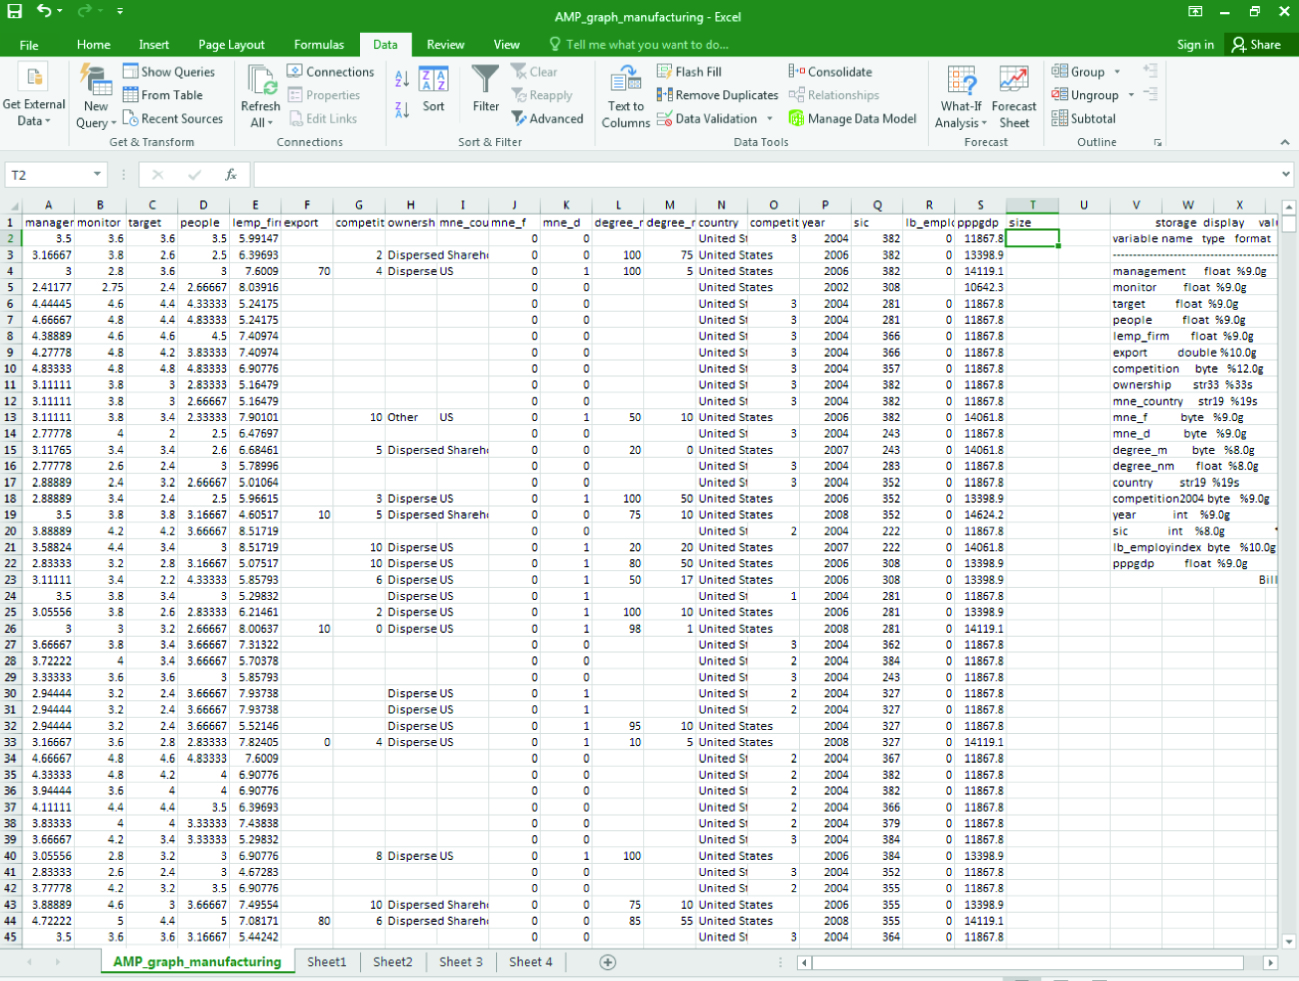 AMP_graph_manufacturing - Excel
File Home Insert Page Layout Formulas Data Review View Tell me what you want to do... Sign in Share
Get External Data
New Query
Show Queries
From Table
Recent Sources
Get & Transform
Refresh All
Connections
Properties
Edit Links
Connections
Sort
Filter
Clear
Reapply
Advanced
Sort & Filter
Text to Columns
Flash Fill
Remove Duplicates
Data Validation
Consolidate
Relationships
Manage Data Model
Data Tools
What-If Analysis
Forecast Sheet
Forecast
Group
Ungroup
Subtotal
Outline
T2 fx
A B C D E F G H I J K L M N O P Q R S T U V W X
1 manager monitor target people lemp_fir export competit ownersh mne_cou mne_f mne_d degree_r degree_r country competit year sic lb_emplo pppgdp size storage display val
2 3.5 3.6 3.6 3.5 5.99147 0 0 United St 3 2004 382 0 11867.8 variable name type format
3 3.16667 3.8 2.6 2.5 6.39693 2 Dispersed Shareh 0 0 100 75 United States 2006 382 0 13398.9 ----------------------------------------
4 3 2.8 3.6 3 7.6009 70 4 Disperse US 0 1 100 5 United States 2006 382 0 14119.1 management float %9.0g
5 2.41177 2.75 2.4 2.66667 8.03916 0 0 United States 2002 308 10642.3 monitor float %9.0g
6 4.44445 4.6 4.4 4.33333 5.24175 0 0 United St 3 2004 281 0 11867.8 target float %9.0g
7 4.66667 4.8 4.4 4.83333 5.24175 0 0 United St 3 2004 281 0 11867.8 people float %9.0g
8 4.38889 4.6 4.6 4.5 7.40974 0 0 United St 3 2004 366 0 11867.8 lemp_firm float %9.0g
9 4.27778 4.8 4.2 3.83333 7.40974 0 0 United St 3 2004 366 0 11867.8 export double %10.0g
10 4.83333 4.8 4.8 4.83333 6.90776 0 0 United St 3 2004 357 0 11867.8 competition byte %12.0g
11 3.11111 3.8 3 2.83333 5.16479 0 0 United St 3 2004 382 0 11867.8 ownership str33 %33s
12 3.11111 3.8 3 2.66667 5.16479 0 0 United St 3 2004 382 0 11867.8 mne_country str19 %19s
13 3.11111 3.8 3.4 2.33333 7.90101 10 Other US 0 1 50 10 United States 2006 382 0 14061.8 mne_f byte %9.0g
14 2.77778 4 2 2.5 6.47697 0 0 United St 3 2004 243 0 11867.8 mne_d byte %9.0g
15 3.11765 3.4 3.4 2.6 6.68461 5 Dispersed Shareh 0 0 20 0 United States 2007 243 0 14061.8 degree_m byte %8.0g
16 2.77778 2.6 2.4 3 5.78996 0 0 United St 3 2004 283 0 11867.8 degree_nm float %8.0g
17 2.88889 2.4 3.2 2.66667 5.01064 0 0 United St 3 2004 352 0 11867.8 country str19 %19s
18 2.88889 3.4 2.4 2.5 5.96615 3 Disperse US 0 1 100 50 United States 2006 352 0 13398.9 competition2004 byte %9.0g
19 3.5 3.8 3.8 3.16667 4.60517 10 5 Dispersed Shareh 0 0 75 10 United States 2008 352 0 14624.2 year int %9.0g
20 3.88889 4.2 4.2 3.66667 8.51719 0 0 United St 2 2004 222 0 11867.8 sic int %8.0g *
21 3.58824 4.4 3.4 3 8.51719 10 Disperse US 0 1 20 20 United States 2007 222 0 14061.8 lb_employindex byte %10.0g
22 2.83333 3.2 2.8 3.16667 5.07517 10 Disperse US 0 1 80 50 United States 2006 308 0 13398.9 pppgdp float %9.0g
23 3.11111 3.4 2.2 4.33333 5.85793 6 Disperse US 0 1 50 17 United States 2006 308 0 13398.9 Bill
24 3.5 3.8 3.4 3 5.29832 Disperse US 0 1 United St 1 2004 281 0 11867.8
25 3.05556 3.8 2.6 2.83333 6.21461 2 Disperse US 0 1 100 10 United States 2006 281 0 13398.9
26 3 3 3.2 2.66667 8.00637 10 0 Disperse US 0 1 98 1 United States 2008 281 0 14119.1
27 3.66667 3.8 3.4 3.66667 7.31322 0 0 United St 3 2004 362 0 11867.8
28 3.72222 4 3.4 3.66667 5.70378 0 0 United St 2 2004 384 0 11867.8
29 3.33333 3.6 3.6 3 5.85793 0 0 United St 3 2004 243 0 11867.8
30 2.94444 3.2 2.4 3.66667 7.93738 Disperse US 0 1 United St 2 2004 327 0 11867.8
31 2.94444 3.2 2.4 3.66667 7.93738 Disperse US 0 1 United St 2 2004 327 0 11867.8
32 2.94444 3.2 2.4 3.66667 5.52146 Disperse US 0 1 95 10 United States 2004 327 0 11867.8
33 3.16667 3.6 2.8 2.83333 7.82405 0 4 Disperse US 0 1 10 5 United States 2008 327 0 14119.1
34 4.66667 4.8 4.6 4.83333 7.6009 0 0 United St 2 2004 367 0 11867.8
35 4.33333 4.8 4.2 4 6.90776 0 0 United St 2 2004 382 0 11867.8
36 3.94444 3.6 4 4 6.90776 0 0 United St 2 2004 382 0 11867.8
37 4.11111 4.4 4.4 3.5 6.39693 0 0 United St 2 2004 366 0 11867.8
38 3.83333 4 4 3.33333 7.43838 0 0 United St 2 2004 379 0 11867.8
39 3.66667 4.2 3.4 3.33333 5.29832 0 0 United St 3 2004 384 0 11867.8
40 3.05556 2.8 3.2 3 6.90776 8 Disperse US 0 1 100 United States 2006 384 0 13398.9
41 2.83333 2.6 2.4 3 4.67283 0 0 United St 3 2004 352 0 11867.8
42 3.77778 4.2 3.2 3.5 6.90776 0 0 United St 2 2004 355 0 11867.8
43 3.88889 4.6 3 3.66667 7.49554 10 Dispersed Shareh 0 0 75 10 United States 2006 355 0 13398.9
44 4.72222 5 4.4 5 7.08171 80 6 Dispersed Shareh 0 0 85 55 United States 2008 355 0 14119.1
45 3.5 3.6 3.6 3.16667 5.44242 0 0 United St 3 2004 364 0 11867.8
AMP_graph_manufacturing Sheet1 Sheet2 Sheet 3 Sheet 4